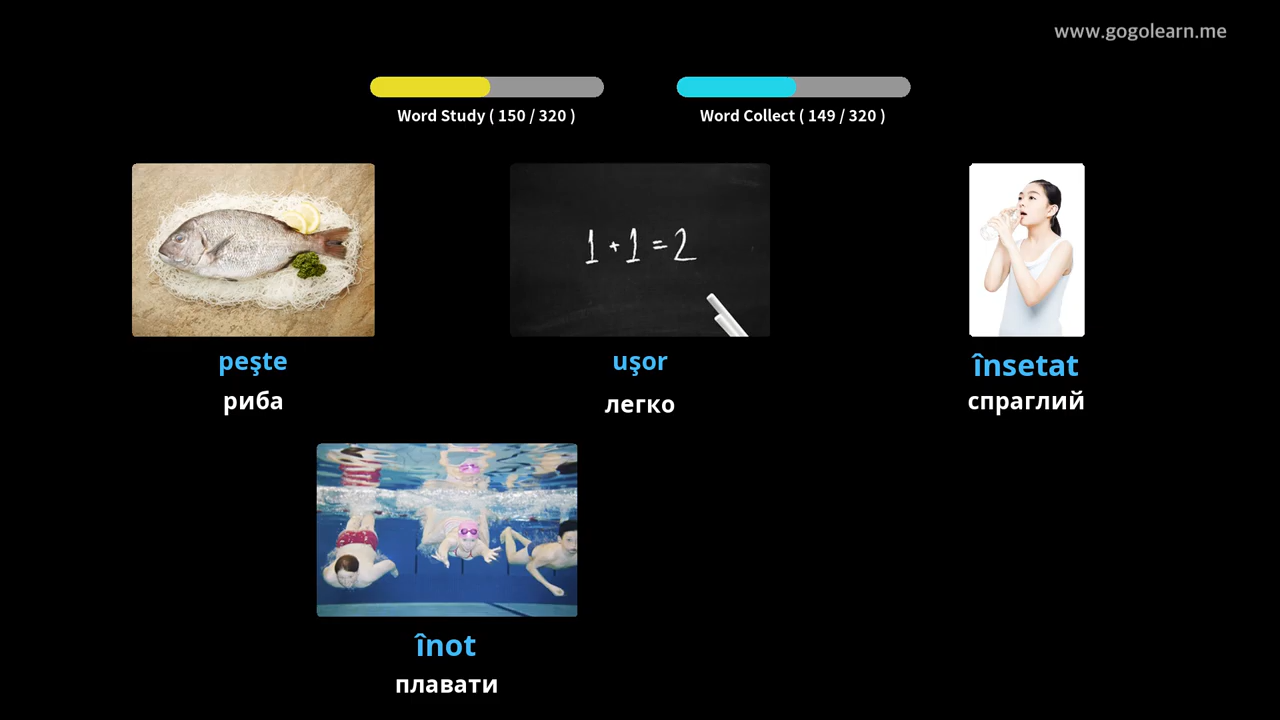 www.gogolearn.me
Word Study ( 150 / 320 )
Word Collect ( 149 / 320 )
1 + 1 = 2
peşte
uşor
însetat
риба
легко
спраглий
înot
плавати